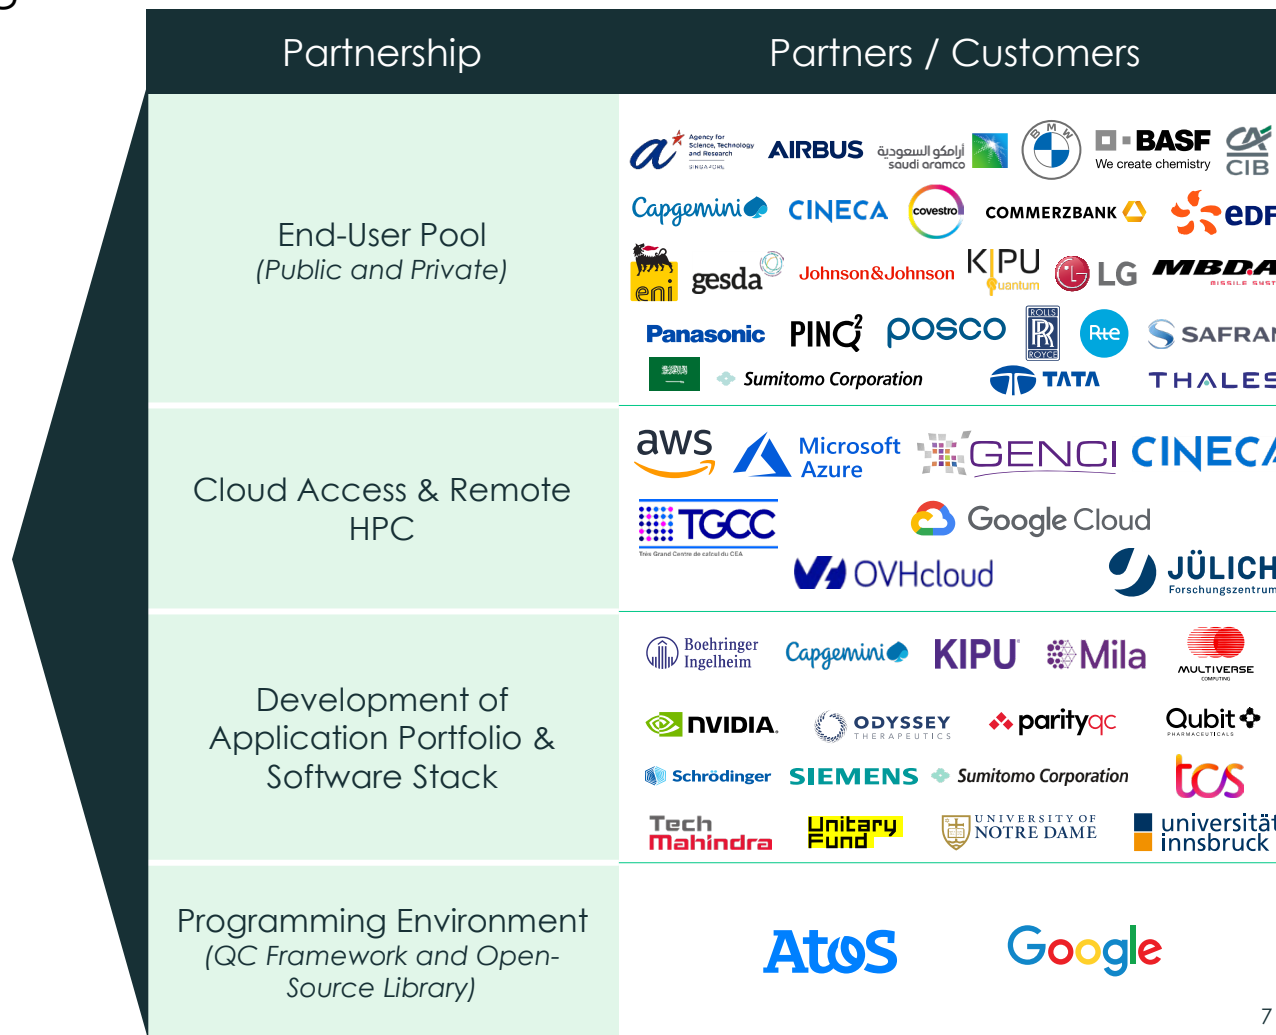 Partnership
Partners / Customers
End-User Pool
(Public and Private)
Agency for
Science, Technology
and Research
SINGAPORE
AIRBUS
أرامكو السعودية
saudi aramco
BMW
BASF
We create chemistry
CA
CIB
Capgemini
CINECA
covestro
COMMERZBANK
eDF
eni
gesda
Johnson&Johnson
KIPU
Quantum
LG
MBDA
MISSILE SYST
Panasonic
PINQ²
posco
ROLLS
RR
ROYCE
Rte
SAFRAN
Sumitomo Corporation
TATA
THALES
Cloud Access & Remote
HPC
aws
Microsoft
Azure
GENCI
CINECA
TGCC
Très Grand Centre de calcul du CEA
Google Cloud
OVHcloud
JÜLICH
Forschungszentrum
Development of
Application Portfolio &
Software Stack
Boehringer
Ingelheim
Capgemini
KIPU
Mila
MULTIVERSE
COMPUTING
NVIDIA.
ODYSSEY
THERAPEUTICS
parityqc
Qubit
PHARMACEUTICALS
Schrödinger
SIEMENS
Sumitomo Corporation
tcs
Tech
Mahindra
Unitary
Fund
UNIVERSITY OF
NOTRE DAME
universität
innsbruck
Programming Environment
(QC Framework and Open-
Source Library)
Atos
Google
7